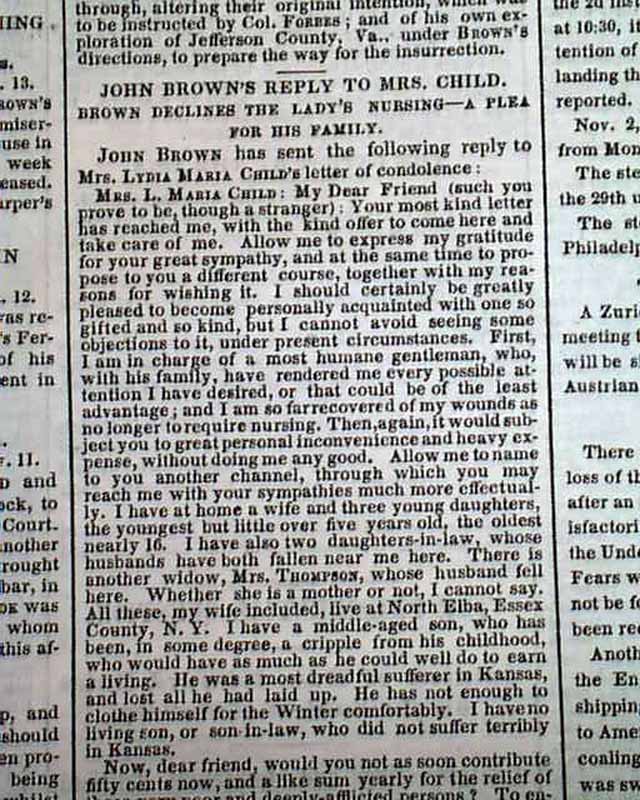 through, altering their original intention, which was
to be instructed by Col. FORBES; and of his own ex-
ploration of Jefferson County, Va., under BROWN'S
directions, to prepare the way for the insurrection.
JOHN BROWN'S REPLY TO MRS. CHILD.
BROWN DECLINES THE LADY'S NURSING—A PLEA
FOR HIS FAMILY.
JOHN BROWN has sent the following reply to
Mrs. LYDIA MARIA CHILD'S letter of condolence:
MRS. L. MARIA CHILD: My Dear Friend (such you
prove to be, though a stranger): Your most kind letter
has reached me, with the kind offer to come here and
take care of me. Allow me to express my gratitude
for your great sympathy, and at the same time to pro-
pose to you a different course, together with my rea-
sons for wishing it. I should certainly be greatly
pleased to become personally acquainted with one so
gifted and so kind, but I cannot avoid seeing some
objections to it, under present circumstances. First,
I am in charge of a most humane gentleman, who,
with his family, have rendered me every possible at-
tention I have desired, or that could be of the least
advantage; and I am so far recovered of my wounds as
no longer to require nursing. Then, again, it would sub-
ject you to great personal inconvenience and heavy ex-
pense, without doing me any good. Allow me to name
to you another channel, through which you may
reach me with your sympathies much more effectual-
ly. I have at home a wife and three young daughters,
the youngest but little over five years old, the oldest
nearly 16. I have also two daughters-in-law, whose
husbands have both fallen near me here. There is
another widow, Mrs. THOMPSON, whose husband fell
here. Whether she is a mother or not, I cannot say.
All these, my wife included, live at North Elba, Essex
County, N. Y. I have a middle-aged son, who has
been, in some degree, a cripple from his childhood,
who would have as much as he could well do to earn
a living. He was a most dreadful sufferer in Kansas,
and lost all he had laid up. He has not enough to
clothe himself for the Winter comfortably. I have no
living son, or son-in-law, who did not suffer terribly
in Kansas.
Now, dear friend, would you not as soon contribute
fifty cents now, and a like sum yearly for the relief of
deeply-afflicted persons? To en-
at 10:30,
tention of
landing the
reported.
Nov. 2,
from
The
the 29th
The
A
meeting
will be
Austrian
There
loss of
after an
the
Fears
not be
been
the
shipping
to
coaling
was